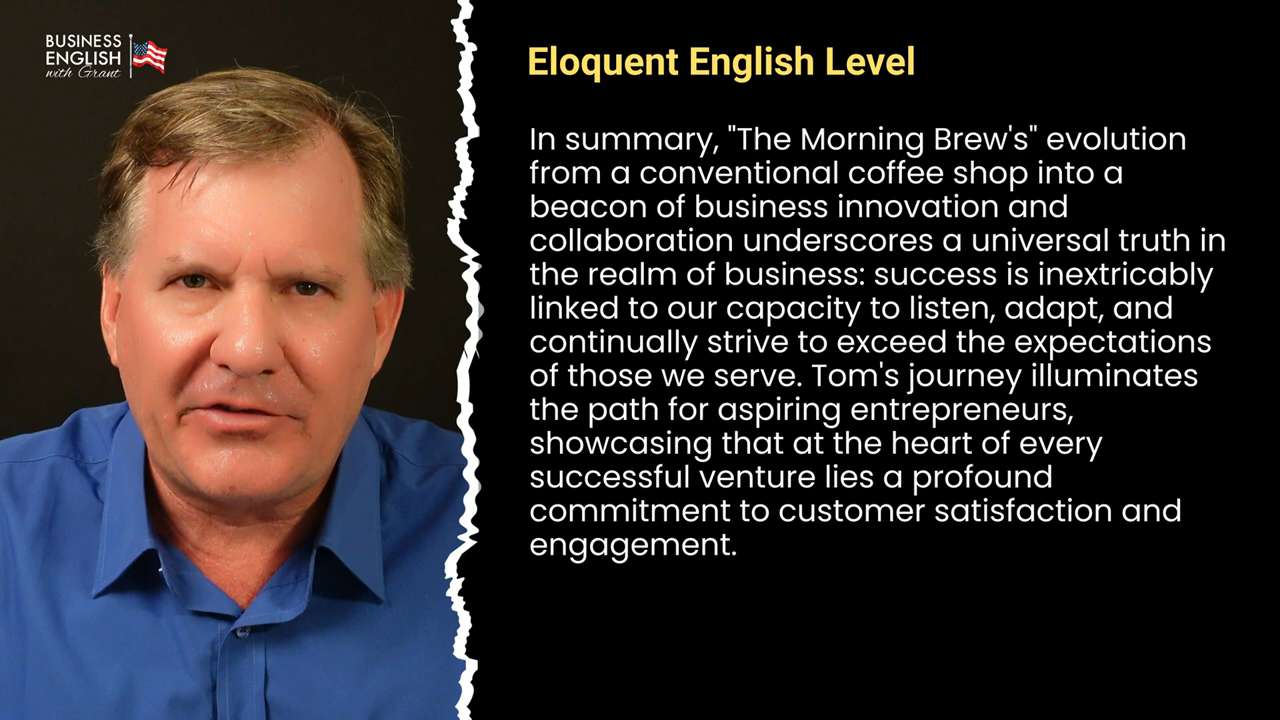 BUSINESS
ENGLISH
with Grant
Eloquent English Level
In summary, "The Morning Brew's" evolution
from a conventional coffee shop into a
beacon of business innovation and
collaboration underscores a universal truth in
the realm of business: success is inextricably
linked to our capacity to listen, adapt, and
continually strive to exceed the expectations
of those we serve. Tom's journey illuminates
the path for aspiring entrepreneurs,
showcasing that at the heart of every
successful venture lies a profound
commitment to customer satisfaction and
engagement.